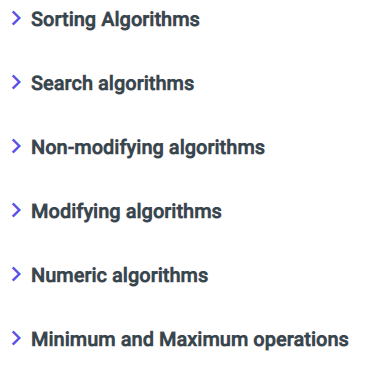 Sorting Algorithms
Search algorithms
Non-modifying algorithms
Modifying algorithms
Numeric algorithms
Minimum and Maximum operations